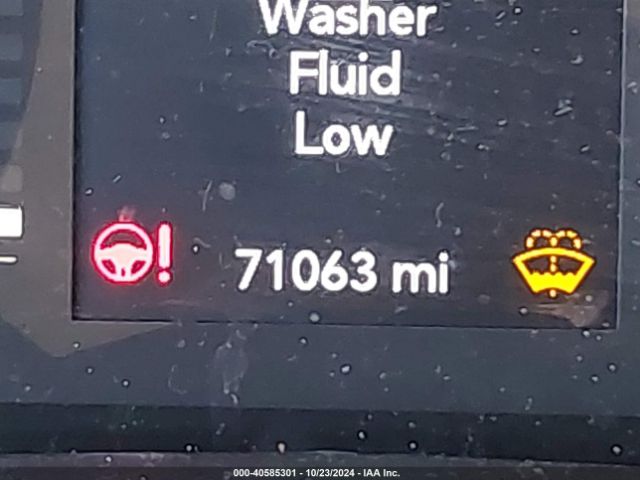 Washer
Fluid
Low
71063 mi
000-40585301 - 10/23/2024 - IAA Inc.